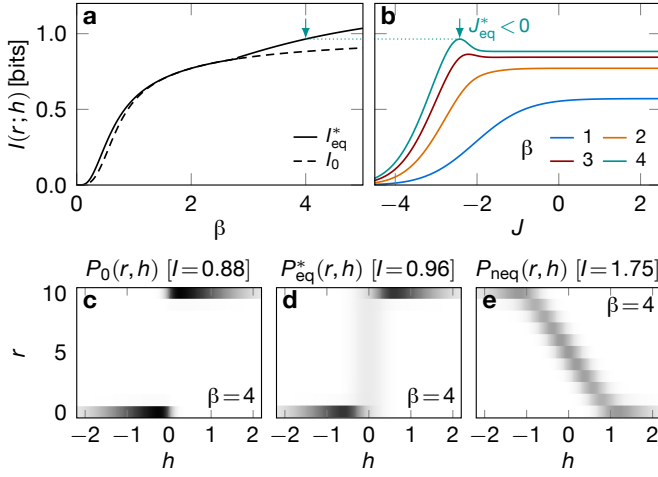 a
I(r; h) [bits]
1.0
0.5
0.0
0
2
4
β
I*eq
I0
b
J*eq < 0
β
1
2
3
4
−4
−2
0
2
J
P0(r, h) [I = 0.88]
c
r
10
5
0
β = 4
−2
−1
0
1
2
h
P*eq(r, h) [I = 0.96]
d
β = 4
−2
−1
0
1
2
h
Pneq(r, h) [I = 1.75]
e
β = 4
−2
−1
0
1
2
h